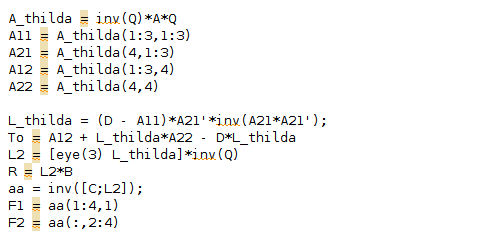 A_thilda = inv(Q)*A*Q
A11 = A_thilda(1:3,1:3)
A21 = A_thilda(4,1:3)
A12 = A_thilda(1:3,4)
A22 = A_thilda(4,4)
L_thilda = (D - A11)*A21'*inv(A21*A21');
To = A12 + L_thilda*A22 - D*L_thilda
L2 = [eye(3) L_thilda]*inv(Q)
R = L2*B
aa = inv([C;L2]);
F1 = aa(1:4,1)
F2 = aa(:,2:4)